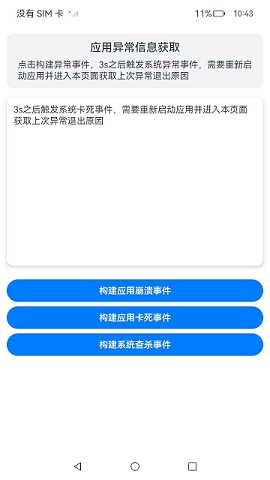 没有 SIM 卡 11% 10:43
应用异常信息获取
点击构建异常事件，3s之后触发系统异常事件，需要重新启
动应用并进入本页面获取上次异常退出原因
3s之后触发系统卡死事件，需要重新启动应用并进入本页面
获取上次异常退出原因
构建应用崩溃事件
构建应用卡死事件
构建系统查杀事件